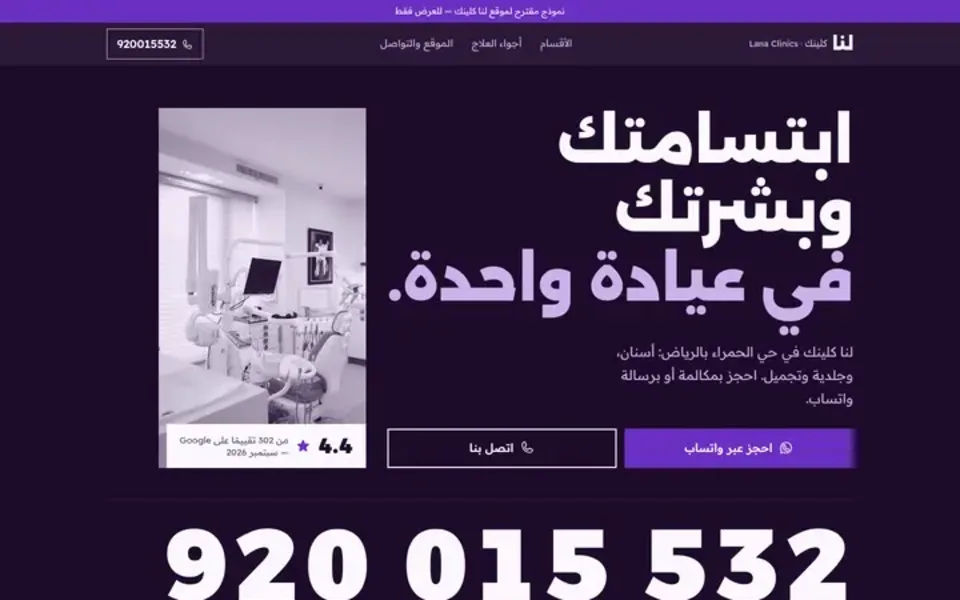 نموذج مقترح لموقع لنا كلينك — للعرض فقط
لنا كلينك · Lana Clinics
الأقسام
أجواء العلاج
الموقع والتواصل
920015532
ابتسامتك
وبشرتك
في عيادة واحدة.
لنا كلينك في حي الحمراء بالرياض: أسنان،
وجلدية وتجميل. احجز بمكالمة أو برسالة
واتساب.
احجز عبر واتساب
اتصل بنا
4.4
من 302 تقييمًا على Google
— سبتمبر 2026
920 015 532